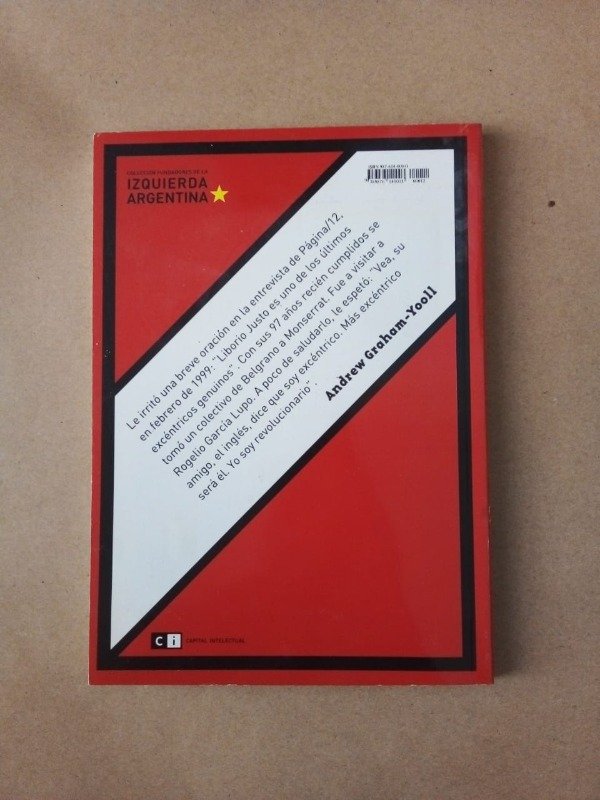 COLECCIÓN FUNDADORES DE LA
IZQUIERDA
ARGENTINA
Le irritó una breve oración en la entrevista de Página/12,
en febrero de 1999: "Liborio Justo es uno de los últimos
excéntricos genuinos". Con sus 97 años recién cumplidos se
tomó un colectivo de Belgrano a Monserrat. Fue a visitar a
Rogelio García Lupo. A poco de saludarlo, le espetó: "Vea, su
amigo, el inglés, dice que soy excéntrico. Más excéntrico
será él. Yo soy revolucionario".
Andrew Graham-Yooll
C i CAPITAL INTELECTUAL